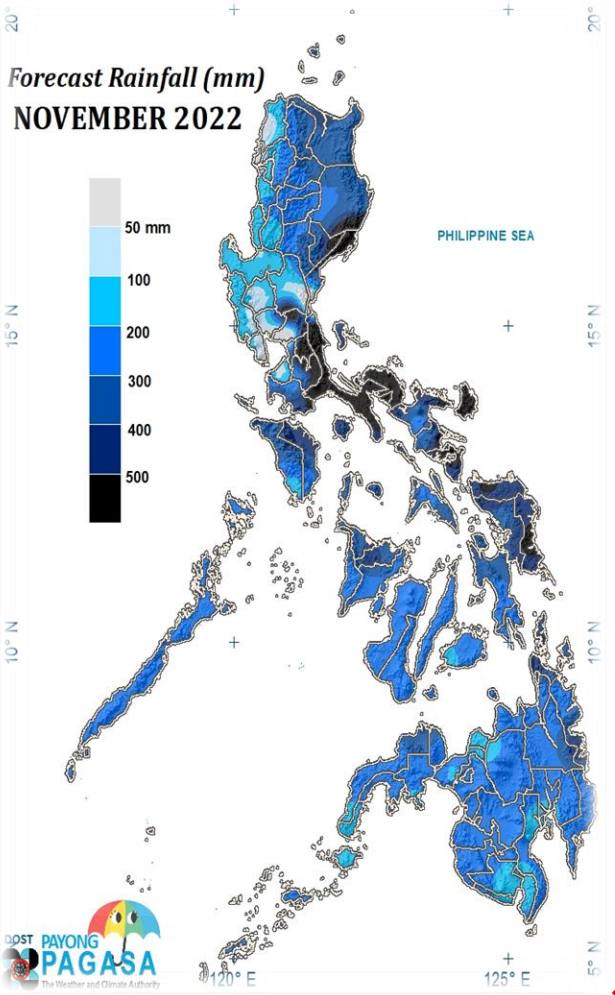 20°
20°
Forecast Rainfall (mm)
NOVEMBER 2022
50 mm
100
200
300
400
500
PHILIPPINE SEA
15° N
15° N
10° N
10° N
5° N
120° E
125° E
DOST
PAYONG
PAGASA
The Weather and Climate Authority